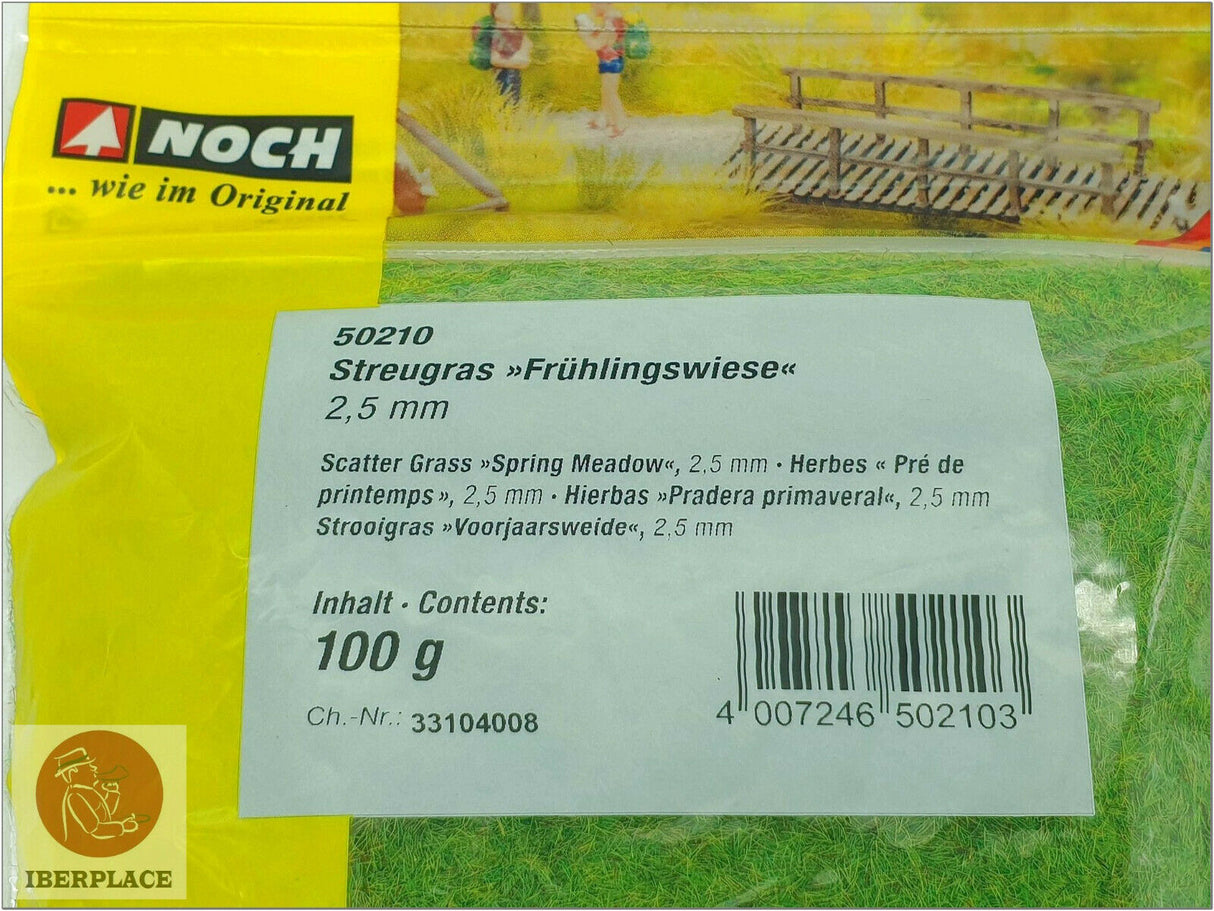 NOCH
... wie im Original
50210
Streugras »Frühlingswiese«
2,5 mm
Scatter Grass »Spring Meadow«, 2,5 mm • Herbes « Pré de
printemps », 2,5 mm • Hierbas »Pradera primaveral«, 2,5 mm
Strooigras »Voorjaarsweide«, 2,5 mm
Inhalt • Contents:
100 g
Ch.-Nr.: 33104008
4 007246 502103
IBERPLACE